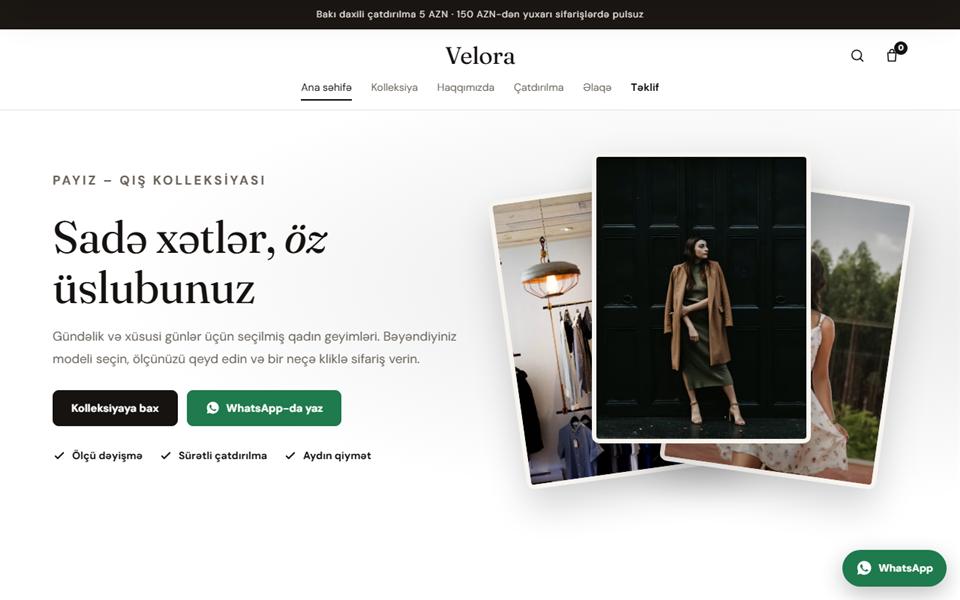 Bakı daxili çatdırılma 5 AZN · 150 AZN-dən yuxarı sifarişlərdə pulsuz
Velora
0
Ana səhifə Kolleksiya Haqqımızda Çatdırılma Əlaqə Təklif
PAYIZ – QIŞ KOLLEKSİYASI
Sadə xətlər, öz
üslubunuz
Gündəlik və xüsusi günlər üçün seçilmiş qadın geyimləri. Bəyəndiyiniz
modeli seçin, ölçünüzü qeyd edin və bir neçə kliklə sifariş verin.
Kolleksiyaya bax WhatsApp-da yaz
Ölçü dəyişmə Sürətli çatdırılma Aydın qiymət
WhatsApp